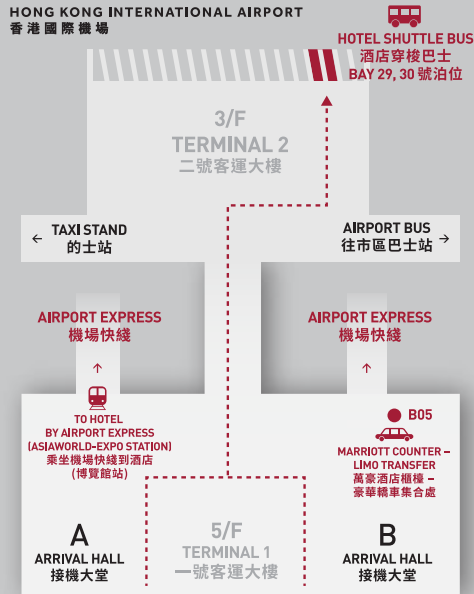 HONG KONG INTERNATIONAL AIRPORT
香港國際機場
HOTEL SHUTTLE BUS
酒店穿梭巴士
BAY 29, 30 號泊位
3/F
TERMINAL 2
二號客運大樓
← TAXI STAND
的士站
AIRPORT BUS →
往市區巴士站
AIRPORT EXPRESS
機場快綫
↑
AIRPORT EXPRESS
機場快綫
↑
TO HOTEL
BY AIRPORT EXPRESS
(ASIAWORLD-EXPO STATION)
乘坐機場快綫到酒店
(博覽館站)
B05
MARRIOTT COUNTER –
LIMO TRANSFER
萬豪酒店櫃檯 –
豪華轎車集合處
A
ARRIVAL HALL
接機大堂
5/F
TERMINAL 1
一號客運大樓
B
ARRIVAL HALL
接機大堂